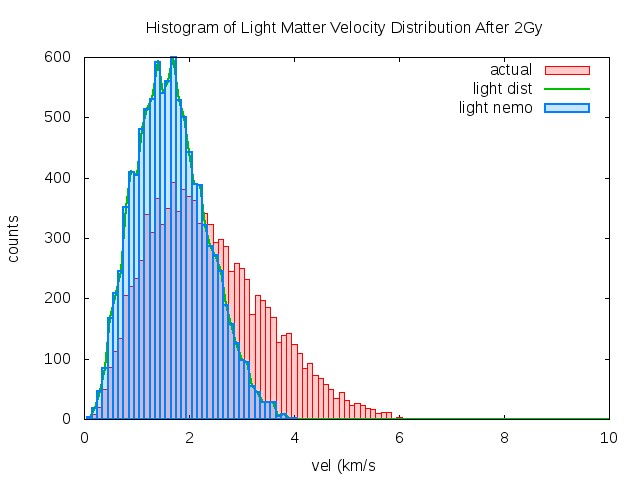 Histogram of Light Matter Velocity Distribution After 2Gy
600
500
400
300
200
100
0
counts
actual
light dist
light nemo
0 2 4 6 8 10
vel (km/s